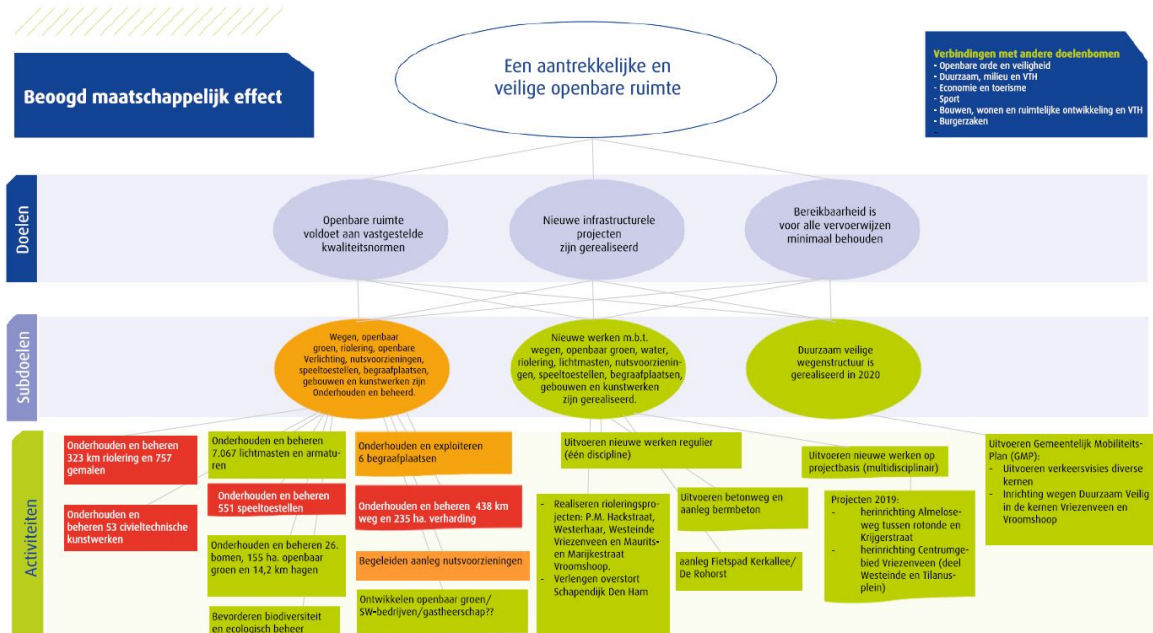 Beoogd maatschappelijk effect
Een aantrekkelijke en
veilige openbare ruimte
Verbindingen met andere doelenbomen
- Openbare orde en veiligheid
- Duurzaam, milieu en VTH
- Economie en toerisme
- Sport
- Bouwen, wonen en ruimtelijke ontwikkeling en VTH
- Burgerzaken
Doelen
Openbare ruimte
voldoet aan vastgestelde
kwaliteitsnormen
Nieuwe infrastructurele
projecten
zijn gerealiseerd
Bereikbaarheid is
voor alle vervoerwijzen
minimaal behouden
Subdoelen
Wegen, openbaar
groen, riolering, openbare
Verlichting, nutsvoorzieningen,
speeltoestellen, begraafplaatsen,
gebouwen en kunstwerken zijn
Onderhouden en beheerd.
Nieuwe werken m.b.t.
wegen, openbaar groen, water,
riolering, lichtmasten, nutsvoorzienin-
gen, speeltoestellen, begraafplaatsen,
gebouwen en kunstwerken
zijn gerealiseerd.
Duurzaam veilige
wegenstructuur is
gerealiseerd in 2020
Activiteiten
Onderhouden en beheren
323 km riolering en 757
gemalen
Onderhouden en
beheren 53 civieltechnische
kunstwerken
Onderhouden en beheren
7.067 lichtmasten en armatu-
ren
Onderhouden en beheren
551 speeltoestellen
Onderhouden en beheren 26.
bomen, 155 ha. openbaar
groen en 14,2 km hagen
Bevorderen biodiversiteit
en ecologisch beheer
Onderhouden en exploiteren
6 begraafplaatsen
Onderhouden en beheren 438 km
weg en 235 ha. verharding
Begeleiden aanleg nutsvoorzieningen
Ontwikkelen openbaar groen/
SW-bedrijven/gastheerschap??
Uitvoeren nieuwe werken regulier
(één discipline)
- Realiseren rioleringspro-
jecten: P.M. Hackstraat,
Westerhaar, Westeinde
Vriezenveen en Maurits-
en Marijkestraat
Vroomshoop.
- Verlengen overstort
Schapendijk Den Ham
Uitvoeren betonweg en
aanleg bermbeton
aanleg Fietspad Kerkallee/
De Rohorst
Uitvoeren nieuwe werken op
projectbasis (multidisciplinair)
Projecten 2019:
- herinrichting Almelose-
weg tussen rotonde en
Krijgerstraat
- herinrichting Centrumge-
bied Vriezenveen (deel
Westeinde en Tilanus-
plein)
Uitvoeren Gemeentelijk Mobiliteits-
Plan (GMP):
- Uitvoeren verkeersvisies diverse
kernen
- Inrichting wegen Duurzaam Veilig
in de kernen Vriezenveen en
Vroomshoop